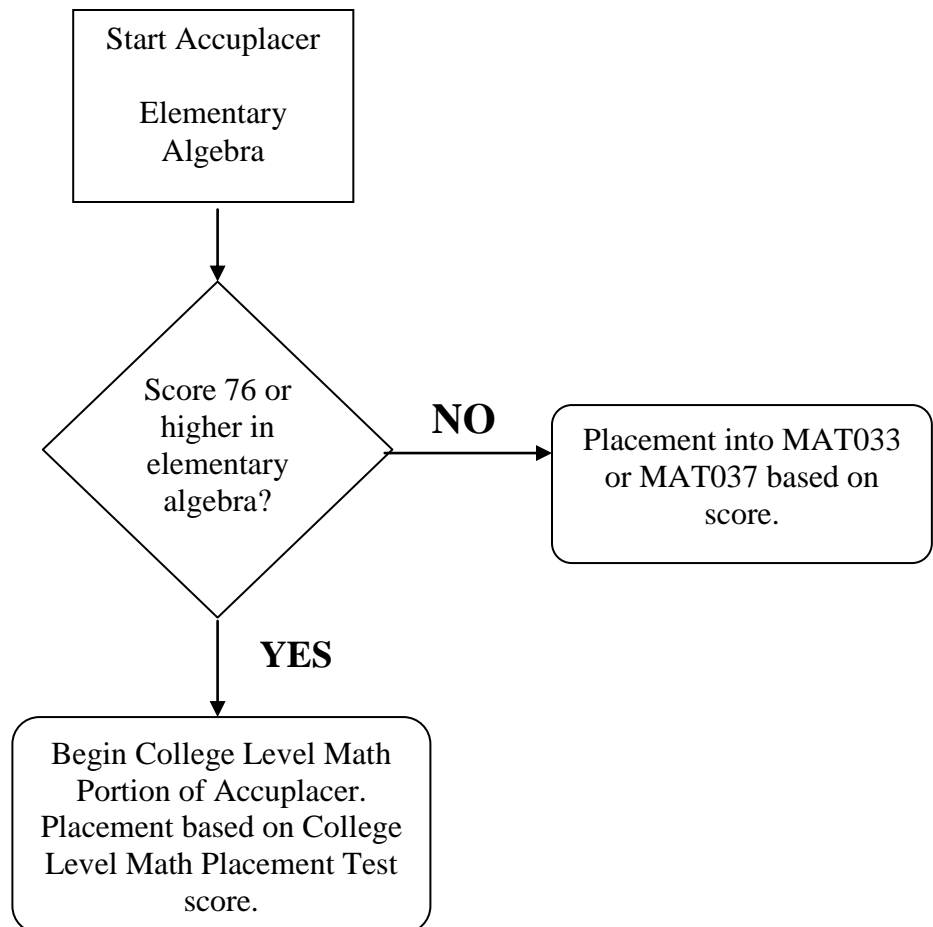 Start Accuplacer
Elementary
Algebra
Score 76 or
higher in
elementary
algebra?
NO
Placement into MAT033
or MAT037 based on
score.
YES
Begin College Level Math
Portion of Accuplacer.
Placement based on College
Level Math Placement Test
score.